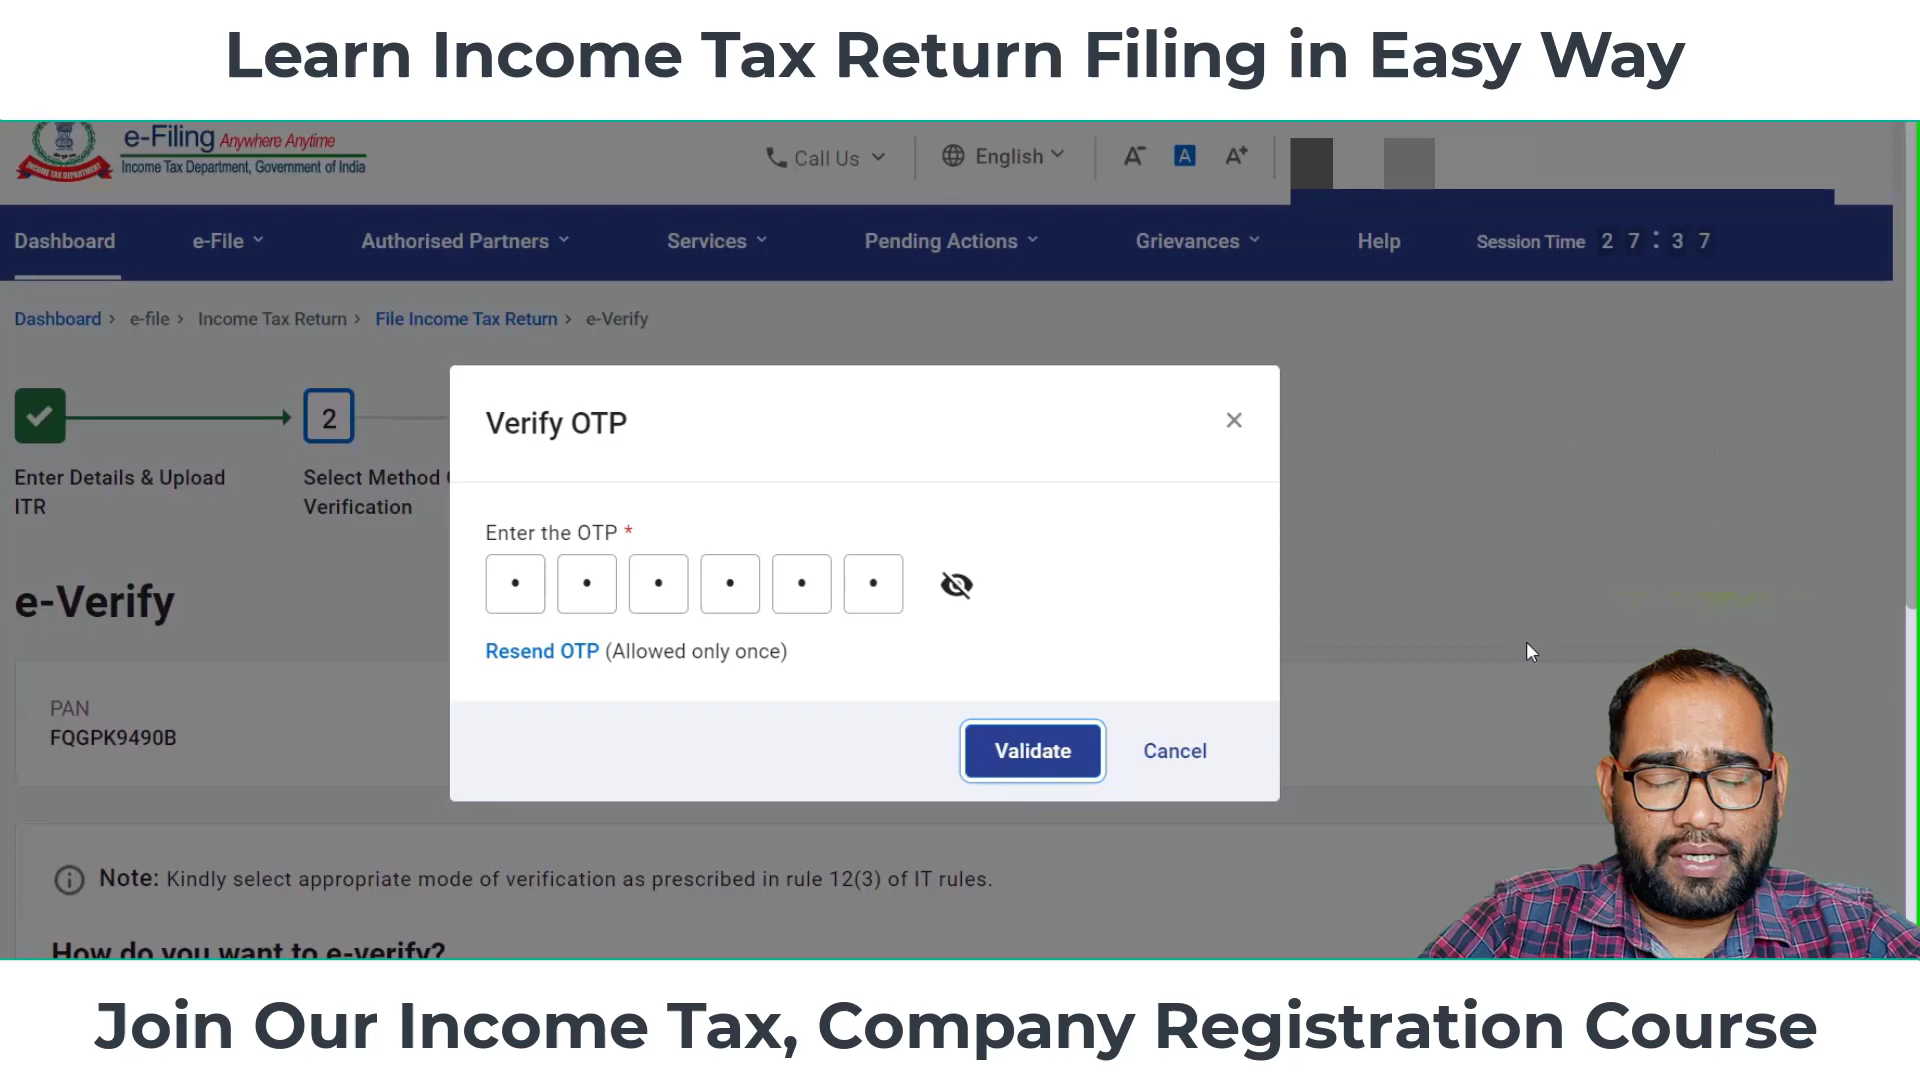 Learn Income Tax Return Filing in Easy Way
e-Filing Anywhere Anytime
Income Tax Department, Government of India
Call Us
English
A-
A
A+
Dashboard
e-File
Authorised Partners
Services
Pending Actions
Grievances
Help
Session Time 27:37
Dashboard > e-file > Income Tax Return > File Income Tax Return > e-Verify
2
Enter Details & Upload
ITR
Select Method
Verification
Verify OTP
×
Enter the OTP *
Resend OTP (Allowed only once)
Validate
Cancel
e-Verify
PAN
FQGPK9490B
Note: Kindly select appropriate mode of verification as prescribed in rule 12(3) of IT rules.
How do you want to e-verify?
Join Our Income Tax, Company Registration Course